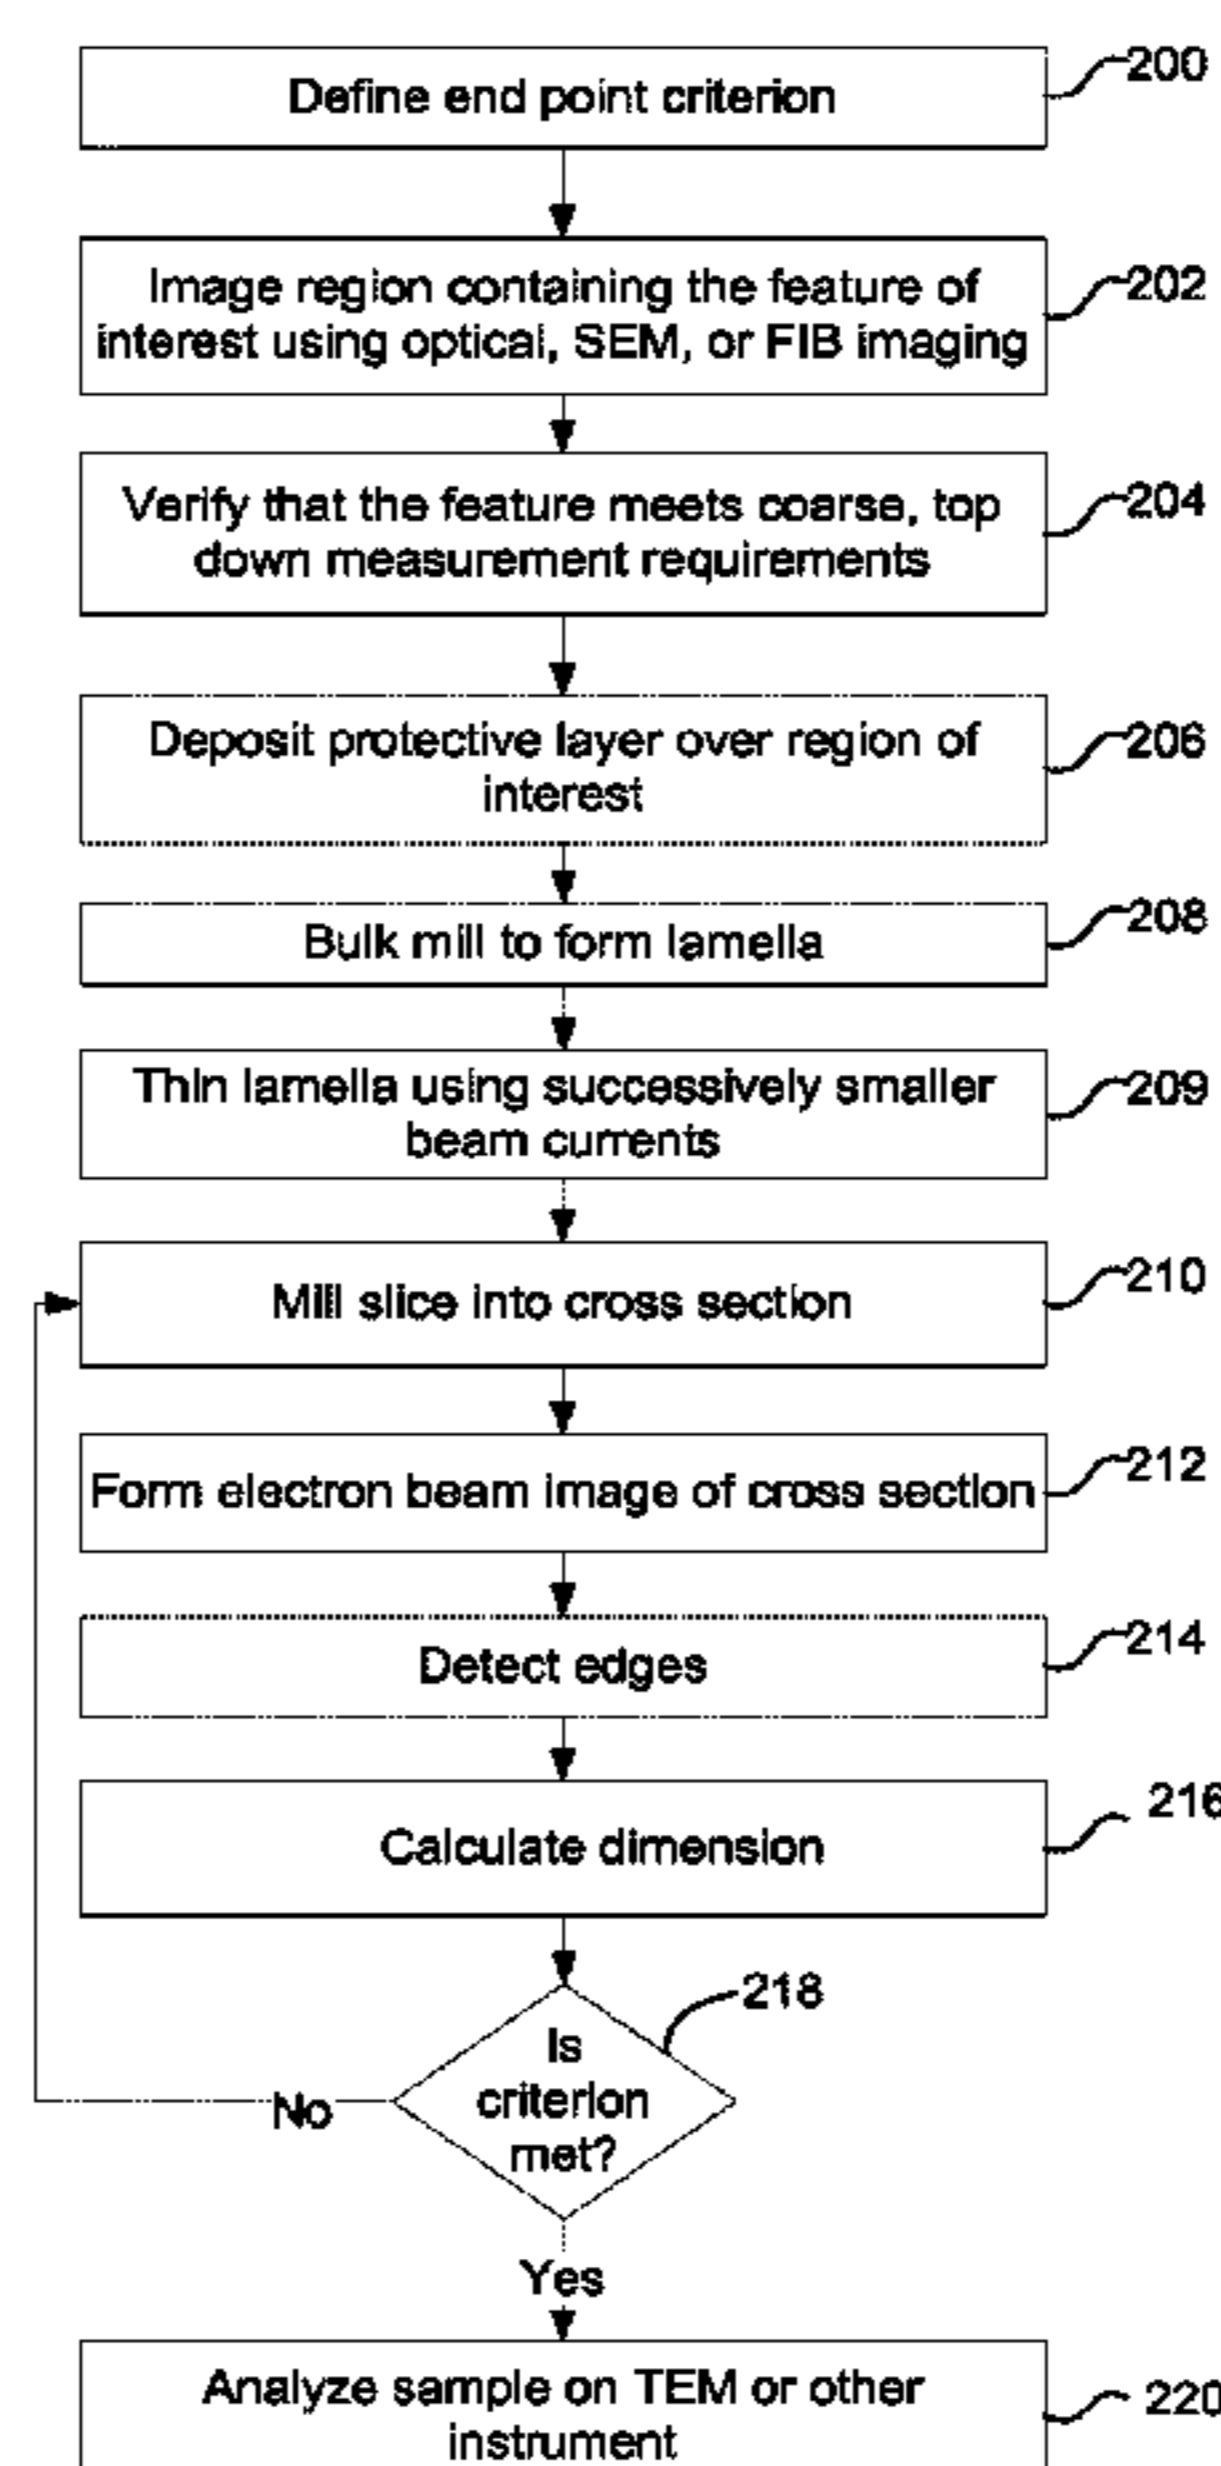 Define end point criterion
200
Image region containing the feature of
interest using optical, SEM, or FIB imaging
202
Verify that the feature meets coarse, top
down measurement requirements
204
Deposit protective layer over region of
interest
206
Bulk mill to form lamella
208
Thin lamella using successively smaller
beam currents
209
Mill slice into cross section
210
Form electron beam image of cross section
212
Detect edges
214
Calculate dimension
216
218
Is
criterion
met?
No
Yes
Analyze sample on TEM or other
instrument
220